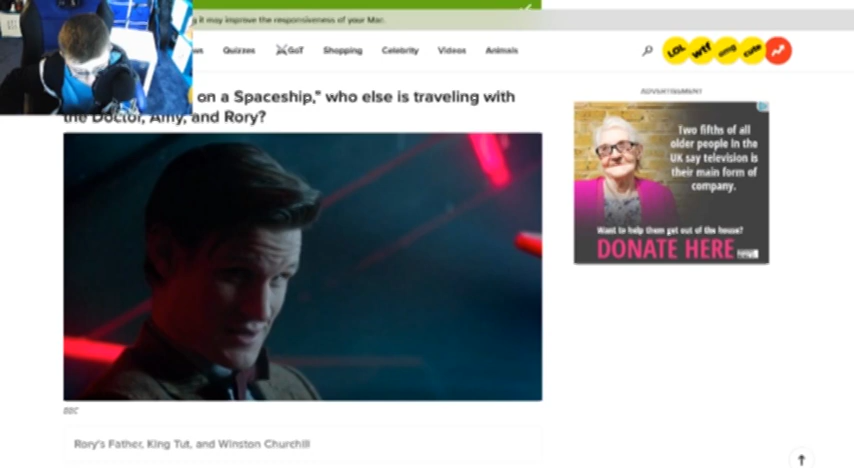 g it may improve the responsiveness of your Mac.
ws Quizzes GoT Shopping Celebrity Videos Animals
LOL wtf omg cute
on a Spaceship," who else is traveling with
the Doctor, Amy, and Rory?
ADVERTISEMENT
Two fifths of all
older people in the
UK say television is
their main form of
company.
Want to help them get out of the house?
DONATE HERE
BBC
Rory's Father, King Tut, and Winston Churchill